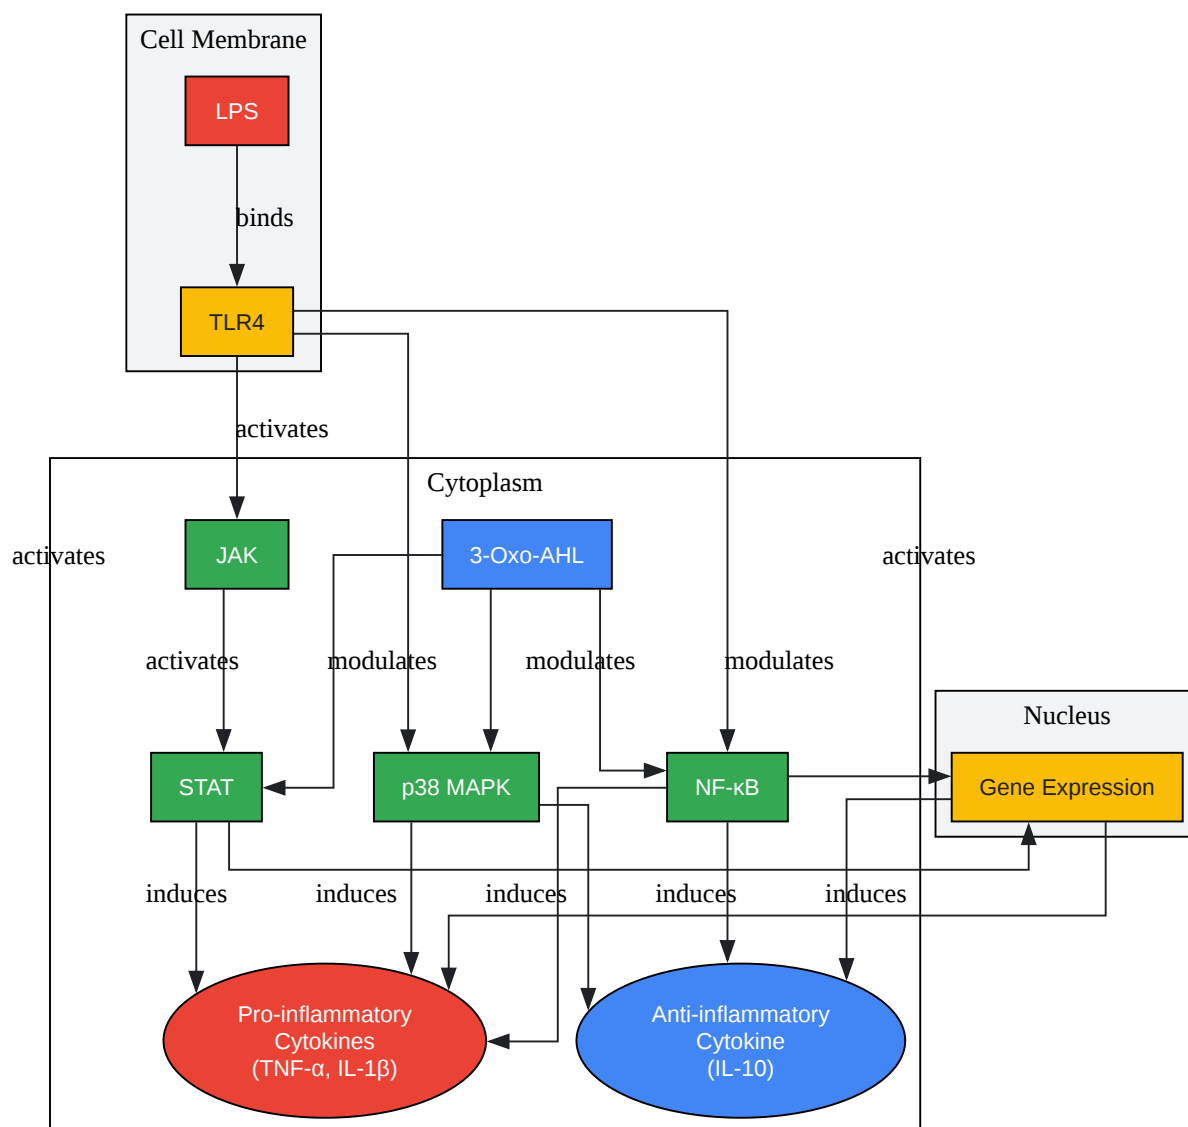 Cell Membrane
LPS
binds
TLR4
activates
Cytoplasm
activates
JAK
3-Oxo-AHL
activates
activates
modulates
modulates
modulates
Nucleus
STAT
p38 MAPK
NF-κB
Gene Expression
induces
induces
induces
induces
induces
Pro-inflammatory
Cytokines
(TNF-α, IL-1β)
Anti-inflammatory
Cytokine
(IL-10)